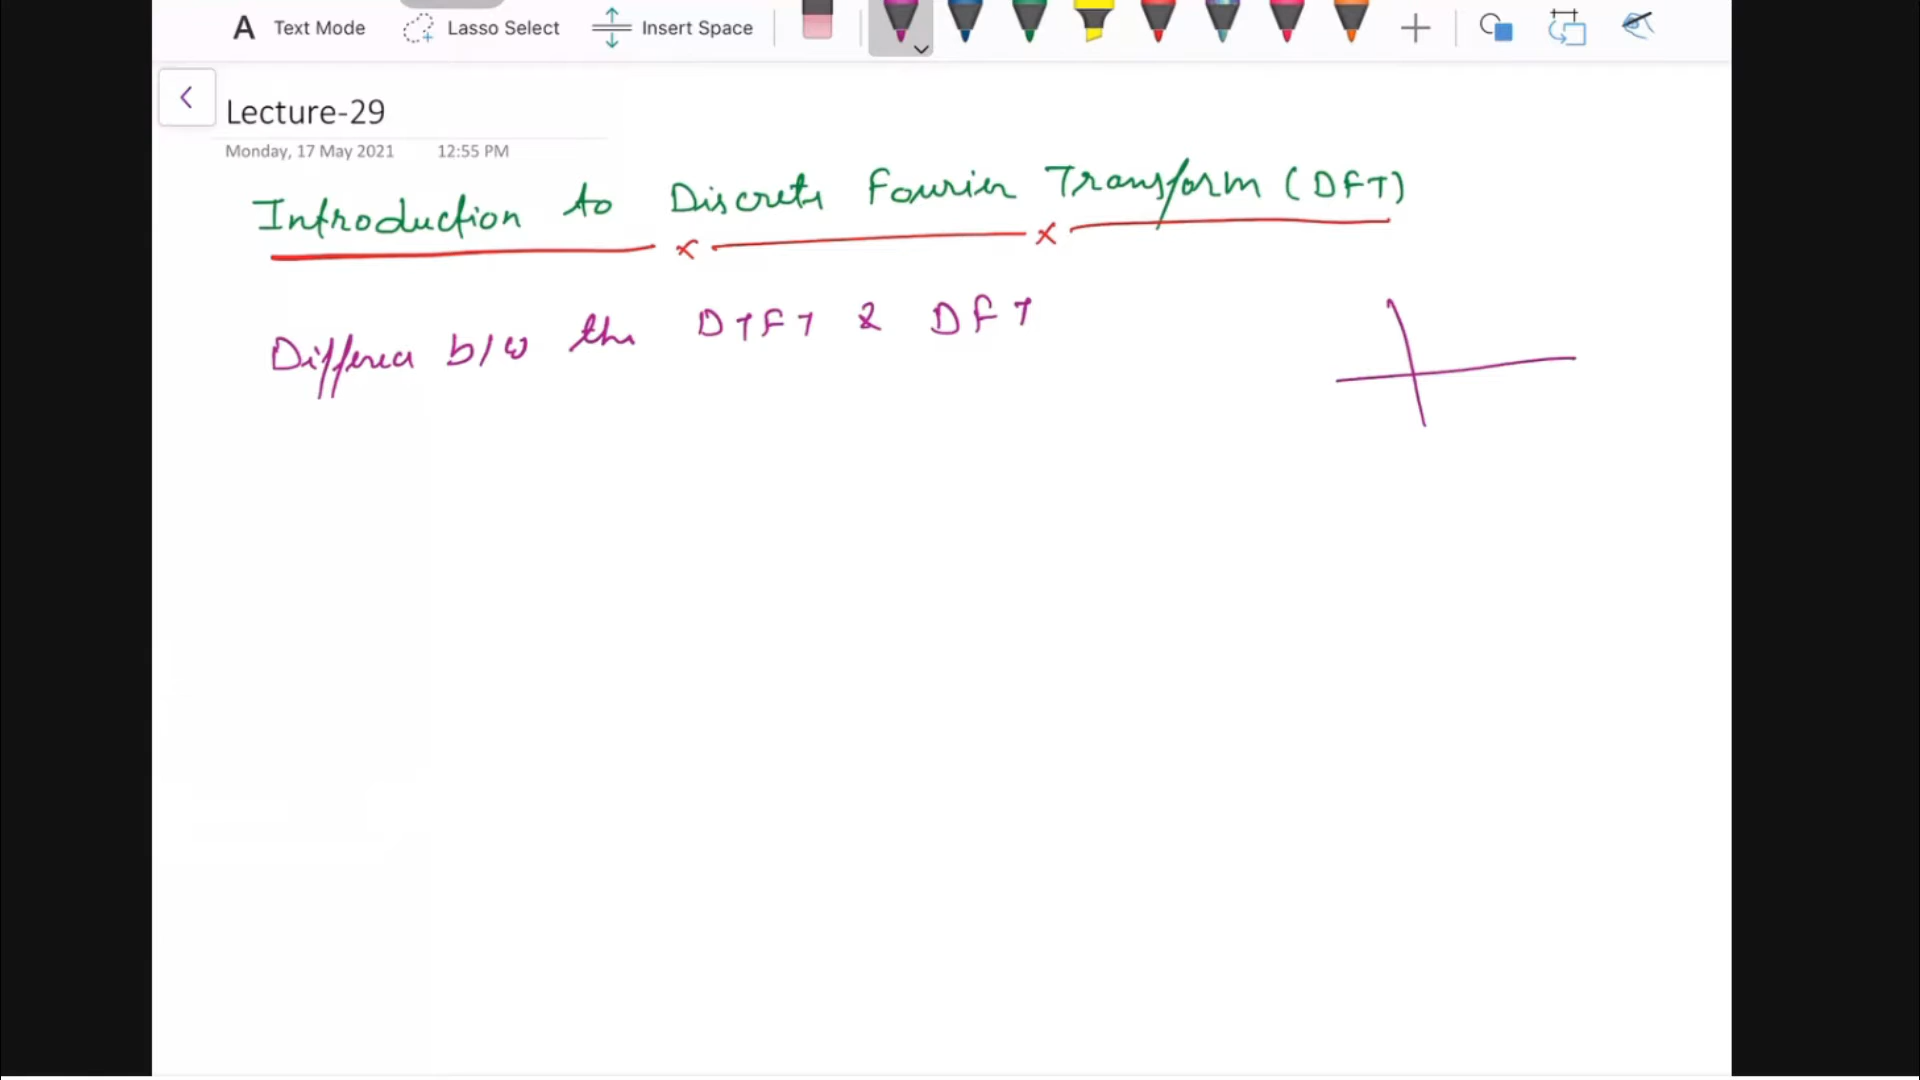 A Text Mode Lasso Select Insert Space
Lecture-29
Monday, 17 May 2021 12:55 PM
Introduction to Discrete Fourier Transform (DFT)
x x
b/w the DTFT & DFT